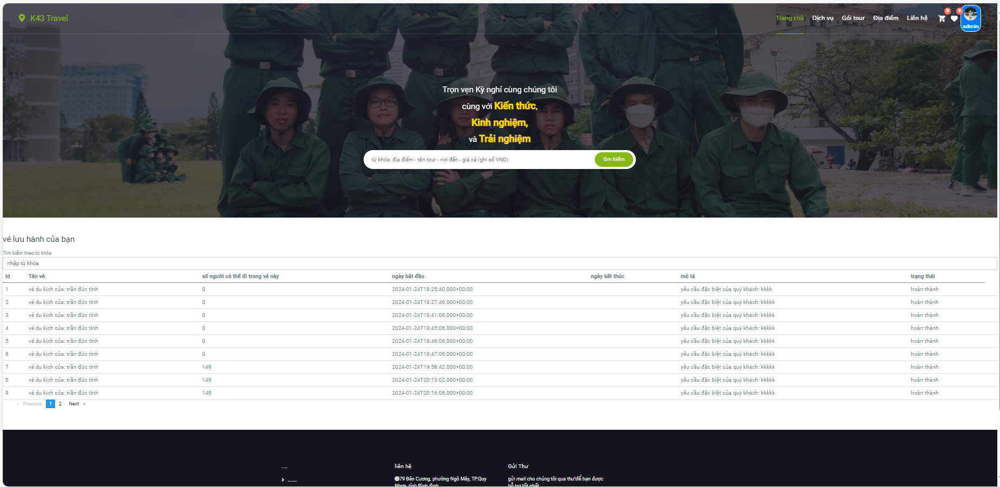 K43 Travel
Trang chủ Dịch vụ Gói tour Địa điểm Liên hệ 3 3
admin
Trọn vẹn Kỳ nghỉ cùng chúng tôi
cùng với Kiến thức,
Kinh nghiệm,
và Trải nghiệm
từ khóa: địa điểm - tên tour - nơi đến - giá cả (ghi số VND) tìm kiếm
vé lưu hành của bạn
Tìm kiếm theo từ khóa
nhập từ khóa
id Tên vé số người có thể đi trong vé này ngày bắt đầu ngày kết thúc mô tả trạng thái
1 vé du kịch của: trần đức tình 0 2024-01-24T18:25:40.000+00:00 yêu cầu đặc biệt của quý khách: kkkk hoàn thành
2 vé du kịch của: trần đức tình 0 2024-01-24T18:27:46.000+00:00 yêu cầu đặc biệt của quý khách: kkkkk hoàn thành
3 vé du kịch của: trần đức tình 0 2024-01-24T18:41:06.000+00:00 yêu cầu đặc biệt của quý khách: kkkkk hoàn thành
4 vé du kịch của: trần đức tình 0 2024-01-24T18:45:06.000+00:00 yêu cầu đặc biệt của quý khách: kkkkk hoàn thành
5 vé du kịch của: trần đức tình 0 2024-01-24T18:46:06.000+00:00 yêu cầu đặc biệt của quý khách: kkkkk hoàn thành
6 vé du kịch của: trần đức tình 0 2024-01-24T18:47:06.000+00:00 yêu cầu đặc biệt của quý khách: kkkkk hoàn thành
7 vé du kịch của: trần đức tình 149 2024-01-24T19:58:42.000+00:00 yêu cầu đặc biệt của quý khách: kkkkk hoàn thành
8 vé du kịch của: trần đức tình 149 2024-01-24T20:13:02.000+00:00 yêu cầu đặc biệt của quý khách: kkkkk hoàn thành
9 vé du kịch của: trần đức tình 149 2024-01-24T20:16:06.000+00:00 yêu cầu đặc biệt của quý khách: kkkkk hoàn thành
« Previous 1 2 Next »
.... liên hệ Gửi Thư
....... 79 Bên Cương, phường Ngô Mây, TP.Quy gửi mail cho chúng tôi qua thư!để bạn được
Nhơn, tỉnh Bình định hỗ trợ tốt nhất